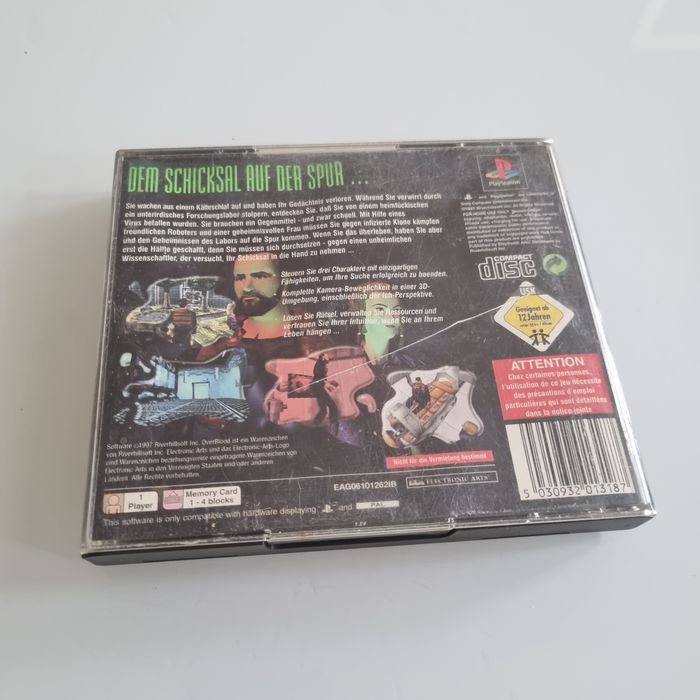 DEM SCHICKSAL AUF DER SPUR ...
Sie wachen aus einem Kälteschlaf auf und haben Ihr Gedächtnis verloren. Während Sie verwirrt durch
ein unterirdisches Forschungslabor stolpern, entdecken Sie, daß Sie von einem heimtückischen
Virus befallen wurden. Sie brauchen ein Gegenmittel - und zwar schnell. Mit Hilfe eines
freundlichen Roboters und einer geheimnisvollen Frau müssen Sie gegen infizierte Klone kämpfen
und den Geheimnissen des Labors auf die Spur kommen. Wenn Sie das überleben, haben Sie aber
erst die Hälfte geschafft, denn Sie müssen sich durchsetzen - gegen einen unheimlichen
Wissenschaftler, der versucht, Ihr Schicksal in die Hand zu nehmen ...
Steuern Sie drei Charaktere mit einzigartigen
Fähigkeiten, um Ihre Suche erfolgreich zu beenden.
Komplette Kamera-Beweglichkeit in einer 3D-
Umgebung, einschließlich der Ich-Perspektive.
Lösen Sie Rätsel, verwalten Sie Ressourcen und
vertrauen Sie Ihrer Intuition, wenn Sie an Ihrem
Leben hängen ...
PlayStation
COMPACT
disc
USK
Geeignet ab
12 Jahren
ATTENTION
Chez certaines personnes,
l'utilisation de ce jeu nécessite
des précautions d'emploi
particulières qui sont détaillées
dans la notice jointe
Nicht für die Vermietung bestimmt
Software ©1997 Riverhillsoft Inc. OverBlood ist ein Warenzeichen
von Riverhillsoft Inc. Electronic Arts und das Electronic-Arts-Logo
sind Warenzeichen beziehungsweise eingetragene Warenzeichen von
Electronic Arts in den Vereinigten Staaten und/oder anderen
Ländern. Alle Rechte vorbehalten.
EAG06101262IB
ELECTRONIC ARTS
5 030932 013187
1
Player
Memory Card
1 - 4 blocks
This software is only compatible with hardware displaying
and
PAL